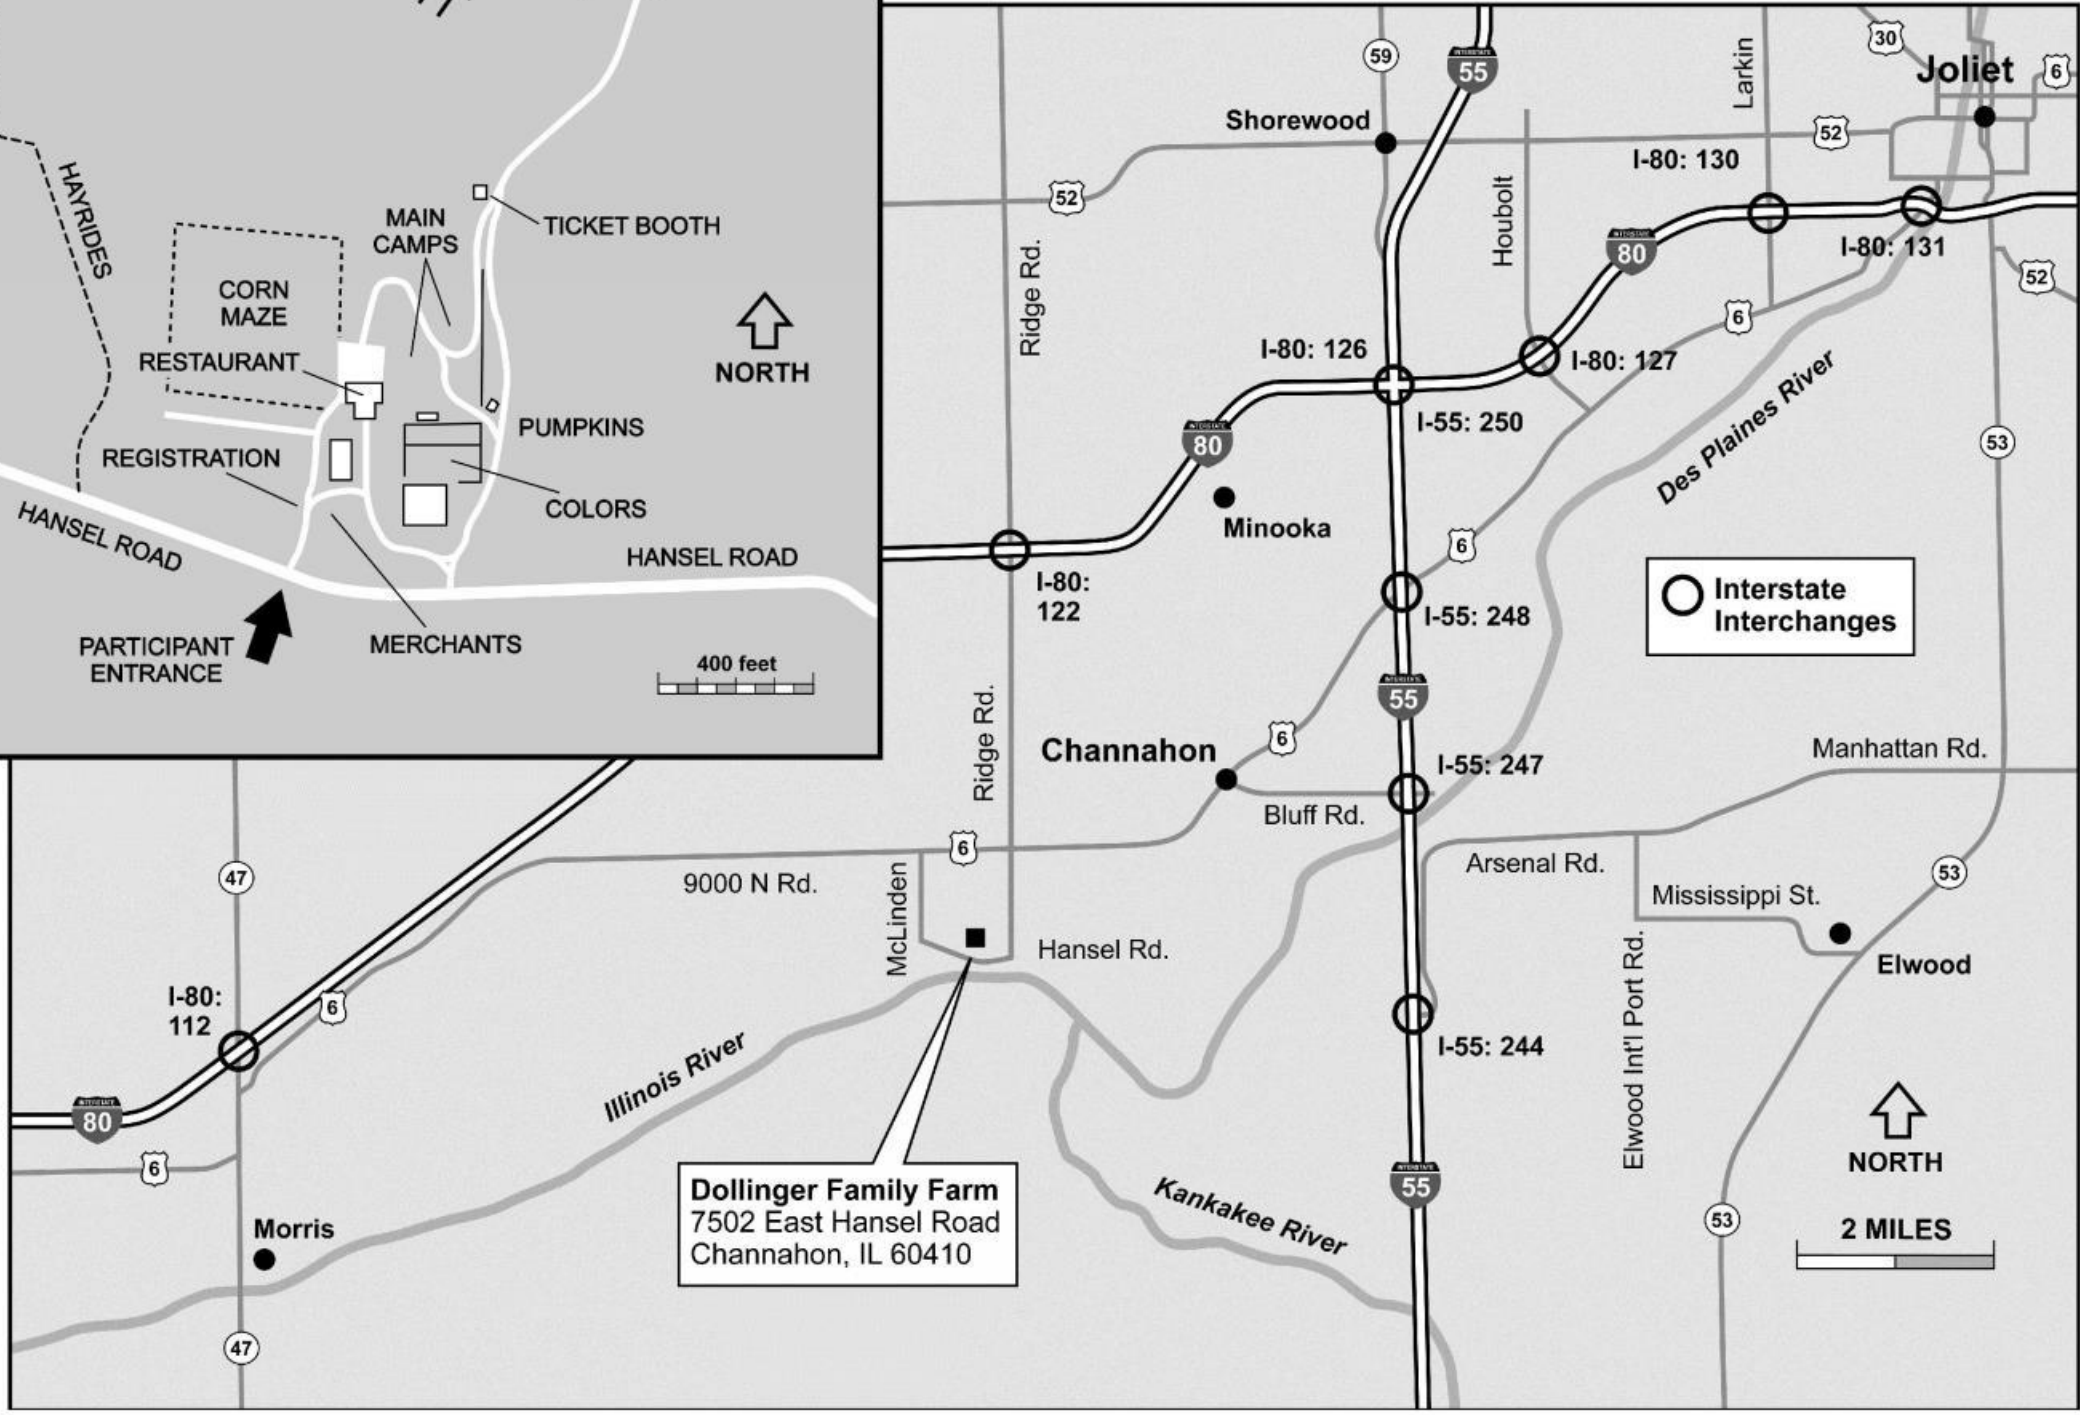 HAYRIDES
MAIN
CAMPS
TICKET BOOTH
CORN
MAZE
RESTAURANT
NORTH
PUMPKINS
REGISTRATION
COLORS
HANSEL ROAD
HANSEL ROAD
PARTICIPANT
ENTRANCE
MERCHANTS
400 feet
59
INTERSTATE
55
Larkin
30
Joliet
6
Shorewood
52
I-80: 130
52
Houbolt
Ridge Rd.
INTERSTATE
80
I-80: 131
52
6
I-80: 126
I-80: 127
Des Plaines River
I-55: 250
INTERSTATE
80
53
Minooka
6
I-80:
122
I-55: 248
Interstate
Interchanges
INTERSTATE
55
Ridge Rd.
6
Channahon
I-55: 247
Manhattan Rd.
Bluff Rd.
6
9000 N Rd.
Arsenal Rd.
47
53
McLinden
Mississippi St.
Hansel Rd.
Elwood
Elwood Int'l Port Rd.
I-80:
112
6
I-55: 244
Illinois River
INTERSTATE
80
6
NORTH
Dollinger Family Farm
7502 East Hansel Road
Channahon, IL 60410
Kankakee River
INTERSTATE
55
53
2 MILES
Morris
47